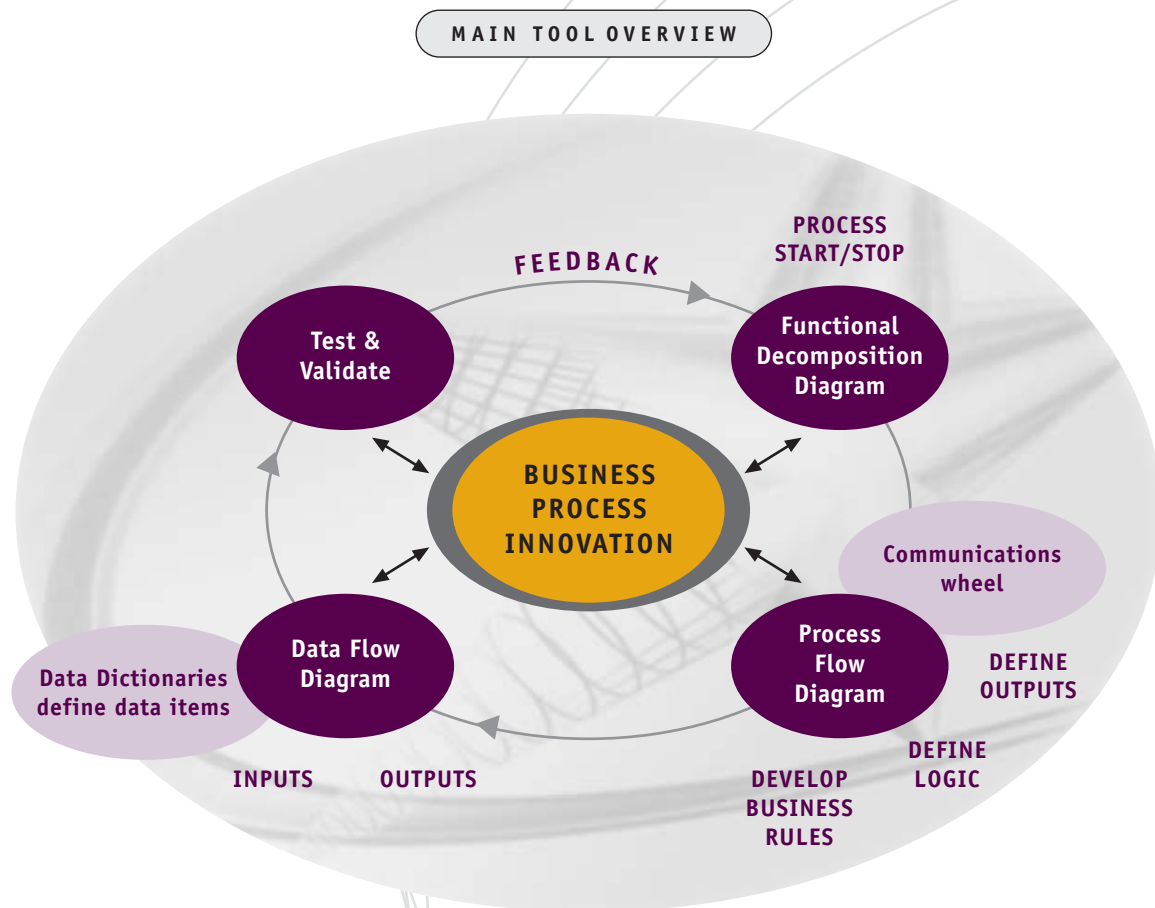 MAIN TOOL OVERVIEW
PROCESS
START/STOP
FEEDBACK
Test &
Validate
Functional
Decomposition
Diagram
BUSINESS
PROCESS
INNOVATION
Communications
wheel
Data Flow
Diagram
Process
Flow
Diagram
Data Dictionaries
define data items
DEFINE
OUTPUTS
INPUTS
OUTPUTS
DEVELOP
BUSINESS
RULES
DEFINE
LOGIC